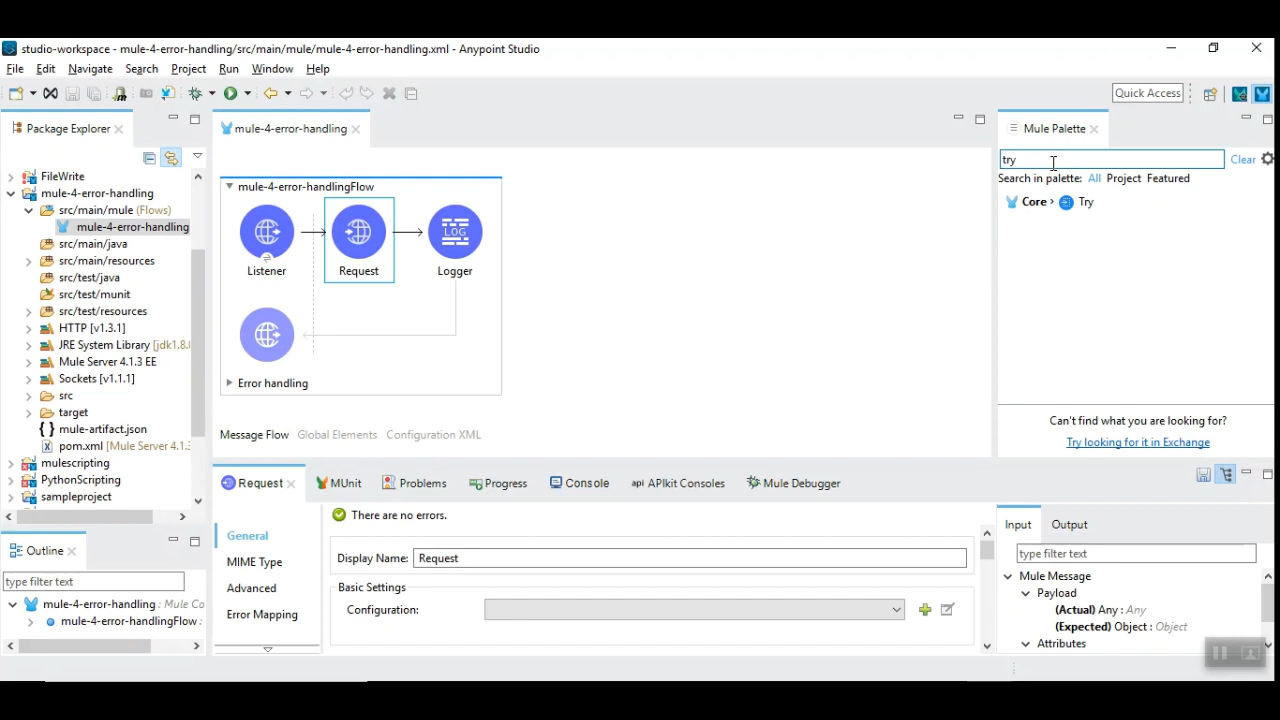 studio-workspace - mule-4-error-handling/src/main/mule/mule-4-error-handling.xml - Anypoint Studio
File Edit Navigate Search Project Run Window Help
Quick Access
Package Explorer
FileWrite
mule-4-error-handling
src/main/mule (Flows)
mule-4-error-handling
src/main/java
src/main/resources
src/test/java
src/test/munit
src/test/resources
HTTP [v1.3.1]
JRE System Library [jdk1.8.0
Mule Server 4.1.3 EE
Sockets [v1.1.1]
src
target
mule-artifact.json
pom.xml [Mule Server 4.1.3
mulescripting
PythonScripting
sampleproject
Outline
type filter text
mule-4-error-handling : Mule Co
mule-4-error-handlingFlow :
mule-4-error-handling
mule-4-error-handlingFlow
LOG
Listener
Request
Logger
Error handling
Message Flow Global Elements Configuration XML
Mule Palette
try
Clear
Search in palette: All Project Featured
Core › Try
Can't find what you are looking for?
Try looking for it in Exchange
Request MUnit Problems Progress Console api APIkit Consoles Mule Debugger
There are no errors.
General
MIME Type
Advanced
Error Mapping
Display Name: Request
Basic Settings
Configuration:
Input Output
type filter text
Mule Message
Payload
(Actual) Any : Any
(Expected) Object : Object
Attributes